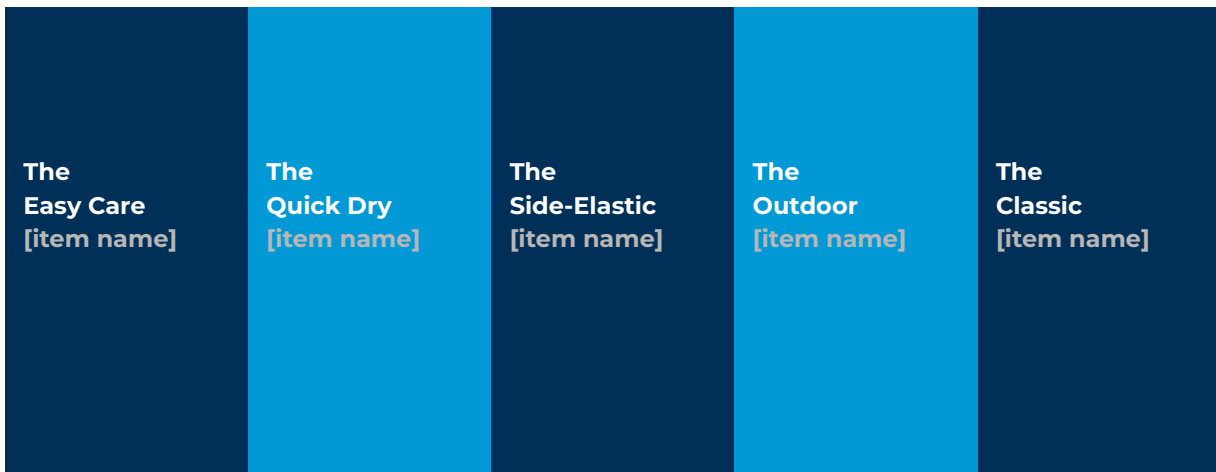 The
Easy Care
[item name]
The
Quick Dry
[item name]
The
Side-Elastic
[item name]
The
Outdoor
[item name]
The
Classic
[item name]